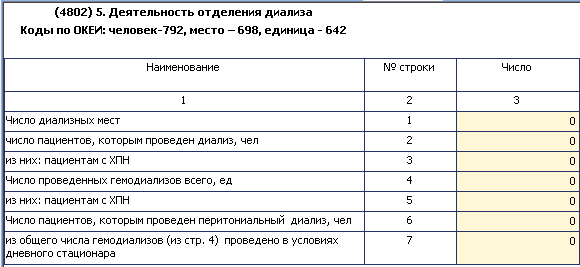 (4802) 5. Деятельность отделения диализа
Коды по ОКЕИ: человек-792, место – 698, единица - 642
Наименование № строки Число
1 2 3
Число диализных мест 1 0
число пациентов, которым проведен диализ, чел 2 0
из них: пациентам с ХПН 3 0
Число проведенных гемодиализов всего, ед 4 0
из них: пациентам с ХПН 5 0
Число пациентов, которым проведен перитониальный диализ, чел 6 0
из общего числа гемодиализов (из стр. 4) проведено в условиях 7 0
дневного стационара